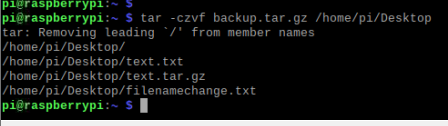 pi@raspberrypi:~ $ tar -czvf backup.tar.gz /home/pi/Desktop
tar: Removing leading `/' from member names
/home/pi/Desktop/
/home/pi/Desktop/text.txt
/home/pi/Desktop/text.tar.gz
/home/pi/Desktop/filenamechange.txt
pi@raspberrypi:~ $